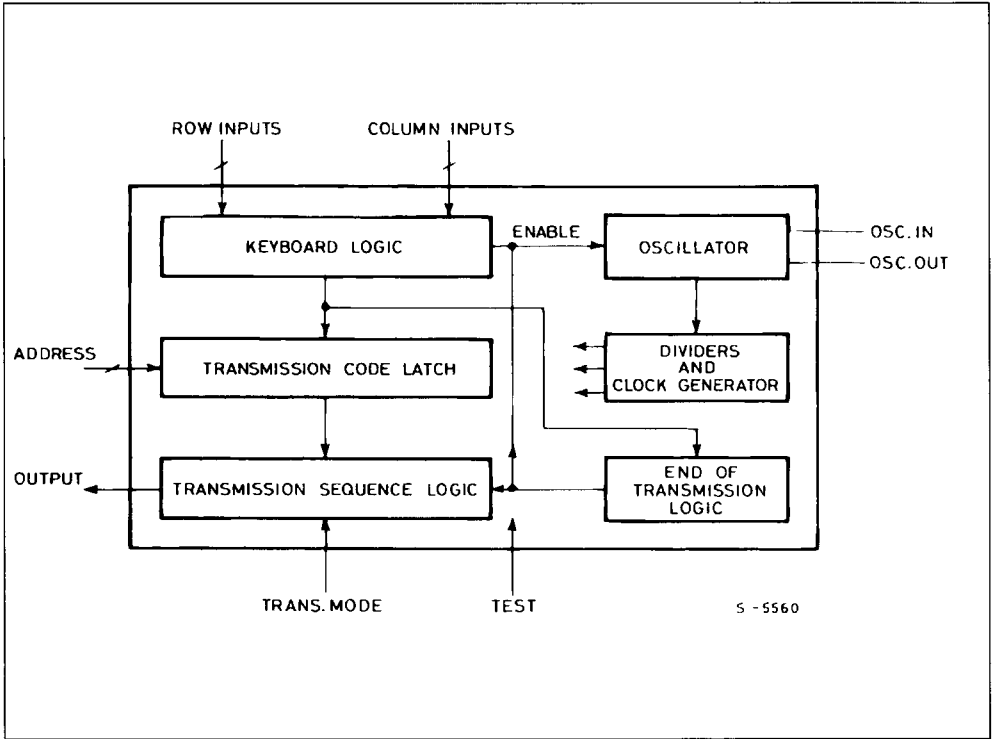 ROW INPUTS
COLUMN INPUTS
KEYBOARD LOGIC
ENABLE
OSCILLATOR
OSC. IN
OSC. OUT
ADDRESS
TRANSMISSION CODE LATCH
DIVIDERS
AND
CLOCK GENERATOR
OUTPUT
TRANSMISSION SEQUENCE LOGIC
END OF
TRANSMISSION
LOGIC
TRANS. MODE
TEST
S - 5560